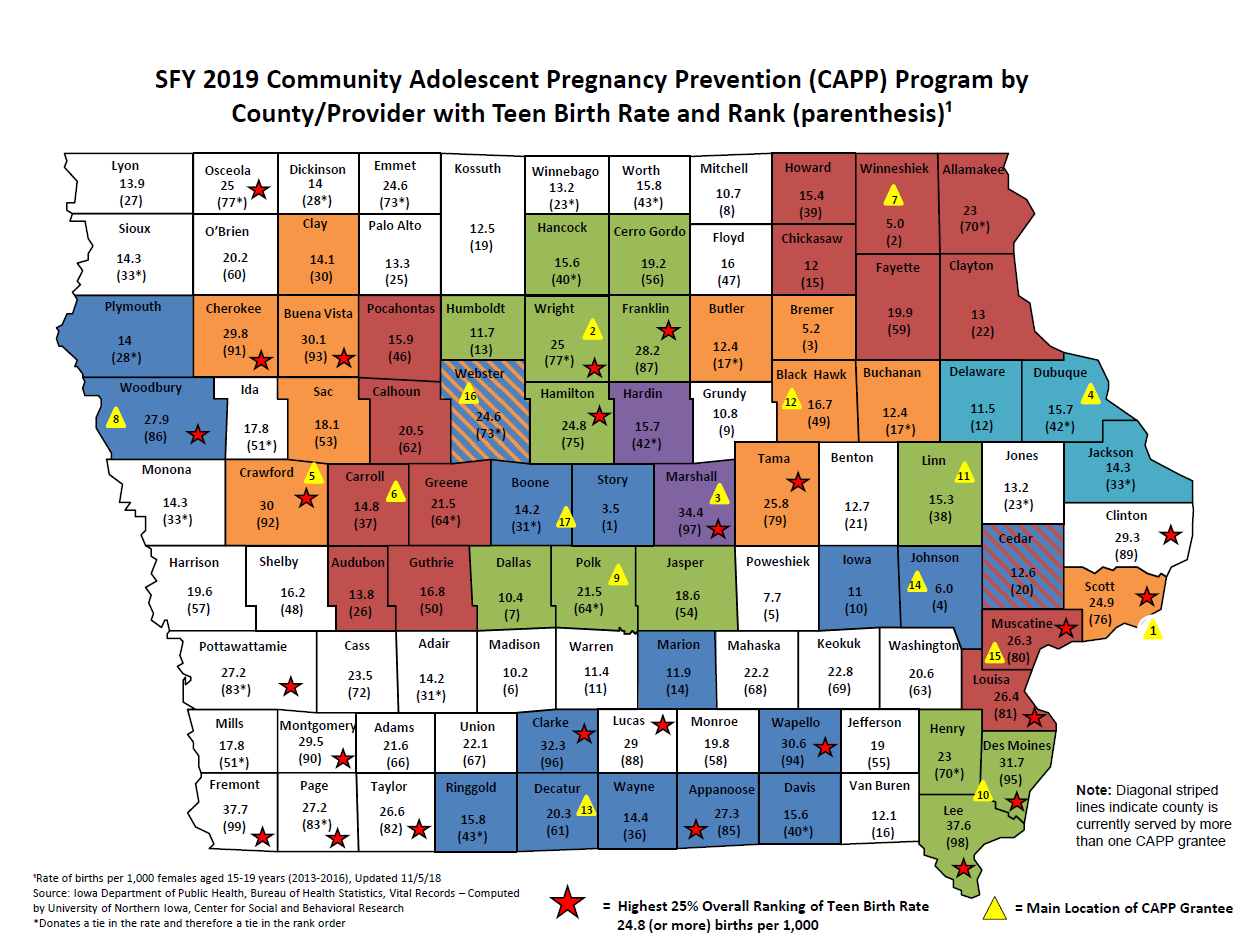 SFY 2019 Community Adolescent Pregnancy Prevention (CAPP) Program by
County/Provider with Teen Birth Rate and Rank (parenthesis)¹
Lyon
13.9
(27)
Osceola
25
(77*)
Dickinson
14
(28*)
Emmet
24.6
(73*)
Kossuth
12.5
(19)
Winnebago
13.2
(23*)
Worth
15.8
(43*)
Mitchell
10.7
(8)
Howard
15.4
(39)
Winneshiek
7
5.0
(2)
Allamakee
23
(70*)
Sioux
14.3
(33*)
O'Brien
20.2
(60)
Clay
14.1
(30)
Palo Alto
13.3
(25)
Hancock
15.6
(40*)
Cerro Gordo
19.2
(56)
Floyd
16
(47)
Chickasaw
12
(15)
Fayette
19.9
(59)
Clayton
13
(22)
Plymouth
14
(28*)
Cherokee
29.8
(91)
Buena Vista
30.1
(93)
Pocahontas
15.9
(46)
Humboldt
11.7
(13)
Wright
2
25
(77*)
Franklin
28.2
(87)
Butler
12.4
(17*)
Bremer
5.2
(3)
Woodbury
8
27.9
(86)
Ida
17.8
(51*)
Sac
18.1
(53)
Calhoun
20.5
(62)
Webster
16
24.6
(73*)
Hamilton
24.8
(75)
Hardin
15.7
(42*)
Grundy
10.8
(9)
Black Hawk
12
16.7
(49)
Buchanan
12.4
(17*)
Delaware
11.5
(12)
Dubuque
4
15.7
(42*)
Monona
14.3
(33*)
Crawford
5
30
(92)
Carroll
6
14.8
(37)
Greene
21.5
(64*)
Boone
14.2
(31*)
17
Story
3.5
(1)
Marshall
3
34.4
(97)
Tama
25.8
(79)
Benton
12.7
(21)
Linn
11
15.3
(38)
Jones
13.2
(23*)
Jackson
14.3
(33*)
Clinton
29.3
(89)
Harrison
19.6
(57)
Shelby
16.2
(48)
Audubon
13.8
(26)
Guthrie
16.8
(50)
Dallas
10.4
(7)
Polk
9
21.5
(64*)
Jasper
18.6
(54)
Poweshiek
7.7
(5)
Iowa
11
(10)
Johnson
14
6.0
(4)
Cedar
12.6
(20)
Scott
24.9
(76)
1
Muscatine
26.3
15
(80)
Pottawattamie
27.2
(83*)
Cass
23.5
(72)
Adair
14.2
(31*)
Madison
10.2
(6)
Warren
11.4
(11)
Marion
11.9
(14)
Mahaska
22.2
(68)
Keokuk
22.8
(69)
Washington
20.6
(63)
Louisa
26.4
(81)
Mills
17.8
(51*)
Montgomery
29.5
(90)
Adams
21.6
(66)
Union
22.1
(67)
Clarke
32.3
(96)
Lucas
29
(88)
Monroe
19.8
(58)
Wapello
30.6
(94)
Jefferson
19
(55)
Henry
23
(70*)
Des Moines
31.7
(95)
10
Fremont
37.7
(99)
Page
27.2
(83*)
Taylor
26.6
(82)
Ringgold
15.8
(43*)
Decatur
20.3
13
(61)
Wayne
14.4
(36)
Appanoose
27.3
(85)
Davis
15.6
(40*)
Van Buren
12.1
(16)
Lee
37.6
(98)
Note: Diagonal striped
lines indicate county is
currently served by more
than one CAPP grantee
¹Rate of births per 1,000 females aged 15-19 years (2013-2016), Updated 11/5/18
Source: Iowa Department of Public Health, Bureau of Health Statistics, Vital Records – Computed
by University of Northern Iowa, Center for Social and Behavioral Research
*Donates a tie in the rate and therefore a tie in the rank order
= Highest 25% Overall Ranking of Teen Birth Rate
24.8 (or more) births per 1,000
= Main Location of CAPP Grantee